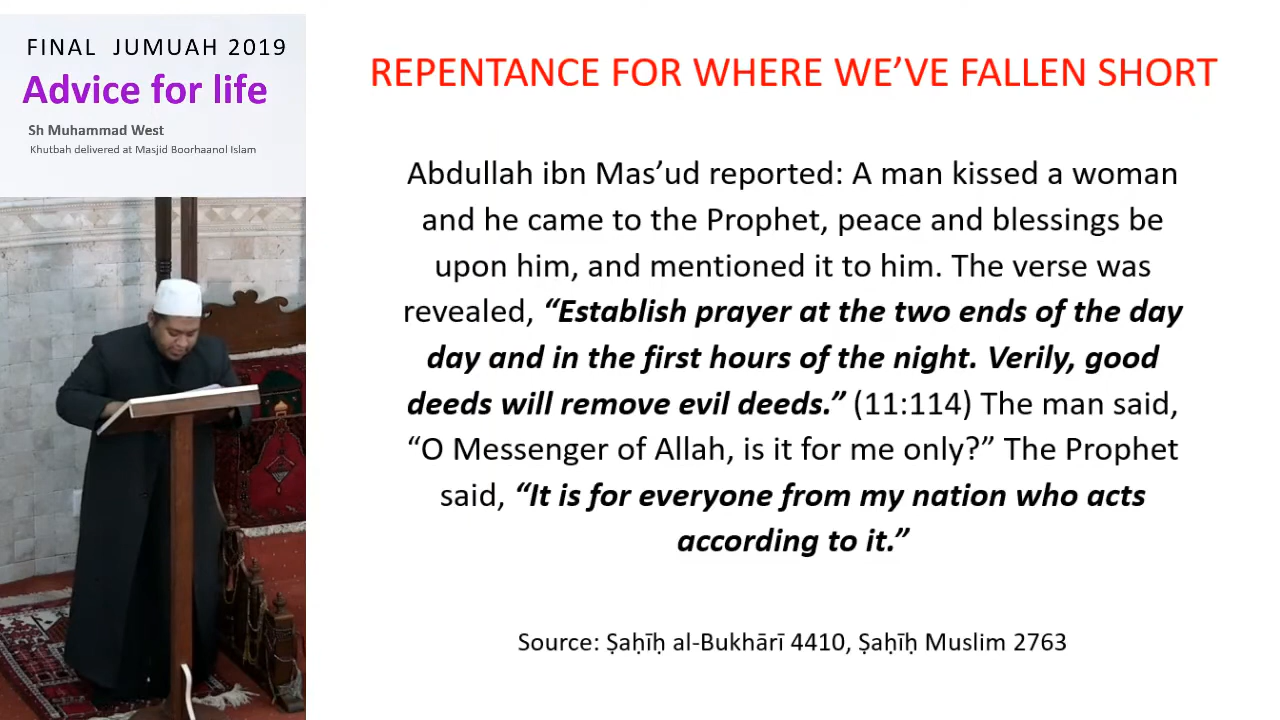 FINAL JUMUAH 2019
Advice for life
Sh Muhammad West
Khutbah delivered at Masjid Boorhaanol Islam
REPENTANCE FOR WHERE WE’VE FALLEN SHORT
Abdullah ibn Mas’ud reported: A man kissed a woman
and he came to the Prophet, peace and blessings be
upon him, and mentioned it to him. The verse was
revealed, “Establish prayer at the two ends of the day
day and in the first hours of the night. Verily, good
deeds will remove evil deeds.” (11:114) The man said,
“O Messenger of Allah, is it for me only?” The Prophet
said, “It is for everyone from my nation who acts
according to it.”
Source: Ṣaḥīḥ al-Bukhārī 4410, Ṣaḥīḥ Muslim 2763